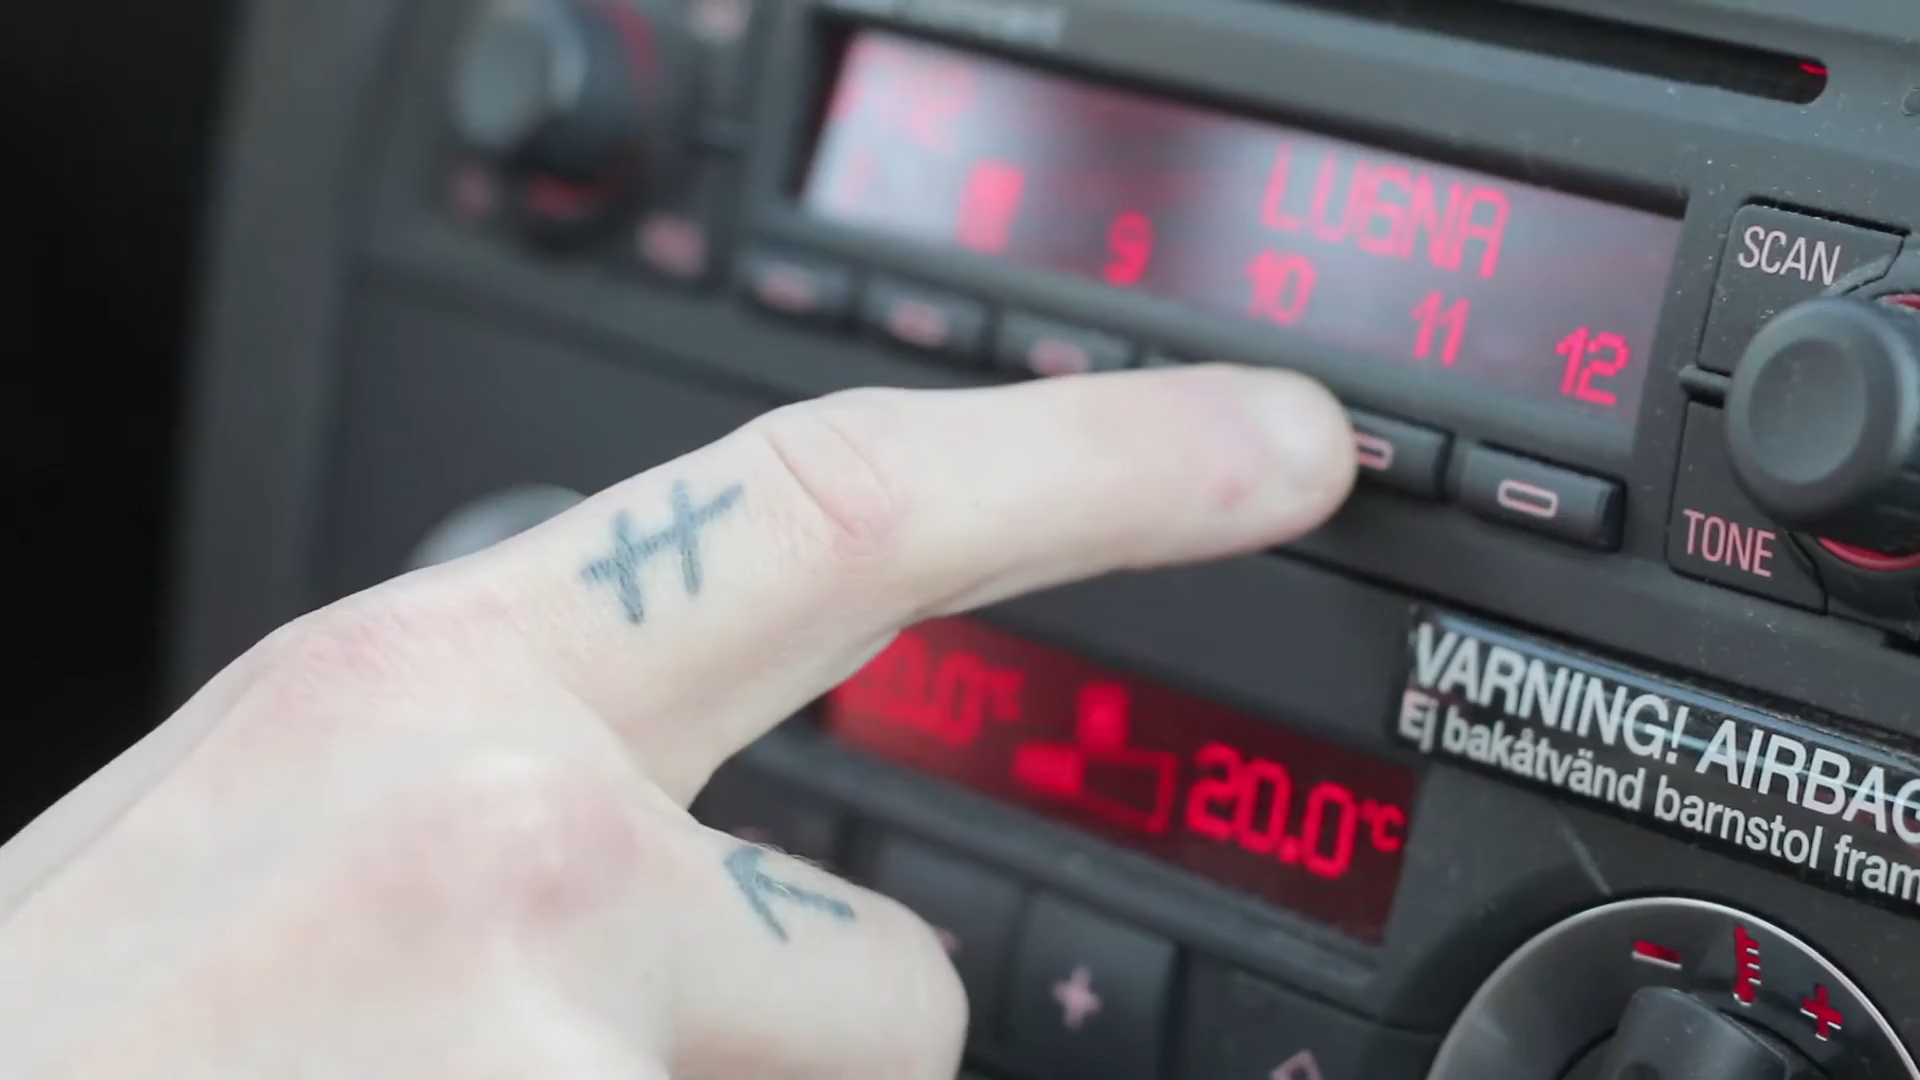 LUGNA
9 10 11 12
SCAN
TONE
20.0°C
VARNING! AIRBAG
Ej bakåtvänd barnstol fram
- +
+